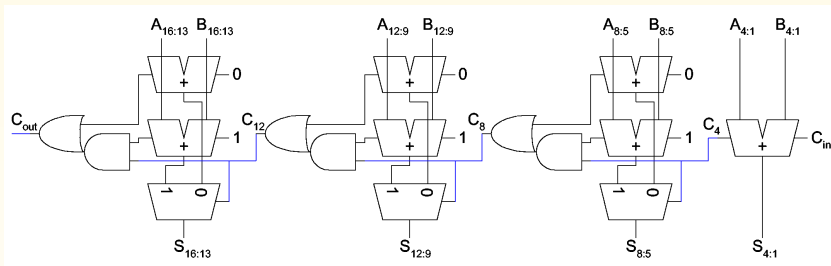 A16:13 B16:13 A12:9 B12:9 A8:5 B8:5 A4:1 B4:1
+ 0 + 0 + 0
Cout C12 C8 C4 Cin
+ 1 + 1 + 1 +
1 0 1 0 1 0
S16:13 S12:9 S8:5 S4:1